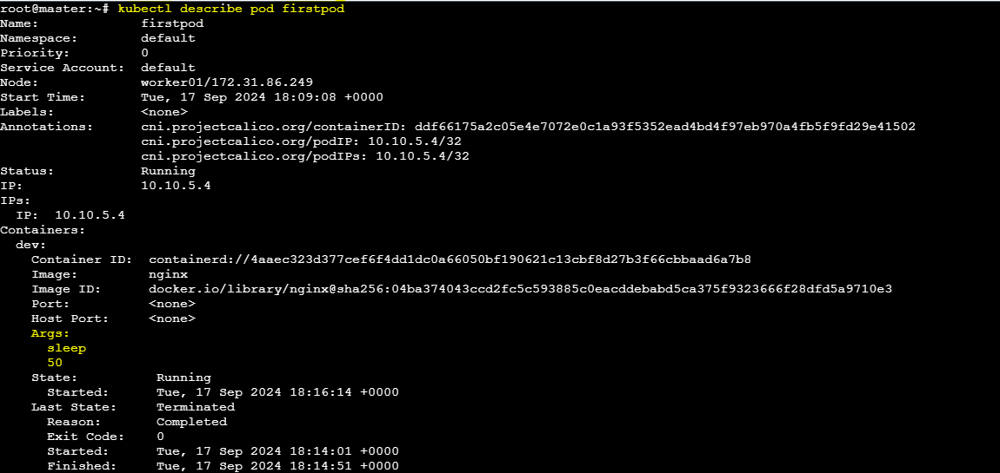 root@master:~# kubectl describe pod firstpod
Name:             firstpod
Namespace:        default
Priority:         0
Service Account:  default
Node:             worker01/172.31.86.249
Start Time:       Tue, 17 Sep 2024 18:09:08 +0000
Labels:           <none>
Annotations:      cni.projectcalico.org/containerID: ddf66175a2c05e4e7072e0c1a93f5352ead4bd4f97eb970a4fb5f9fd29e41502
                  cni.projectcalico.org/podIP: 10.10.5.4/32
                  cni.projectcalico.org/podIPs: 10.10.5.4/32
Status:           Running
IP:               10.10.5.4
IPs:
  IP:  10.10.5.4
Containers:
  dev:
    Container ID:  containerd://4aaec323d377cef6f4dd1dc0a66050bf190621c13cbf8d27b3f66cbbaad6a7b8
    Image:         nginx
    Image ID:      docker.io/library/nginx@sha256:04ba374043ccd2fc5c593885c0eacddebabd5ca375f9323666f28dfd5a9710e3
    Port:          <none>
    Host Port:     <none>
    Args:
      sleep
      50
    State:          Running
      Started:      Tue, 17 Sep 2024 18:16:14 +0000
    Last State:     Terminated
      Reason:       Completed
      Exit Code:    0
      Started:      Tue, 17 Sep 2024 18:14:01 +0000
      Finished:     Tue, 17 Sep 2024 18:14:51 +0000